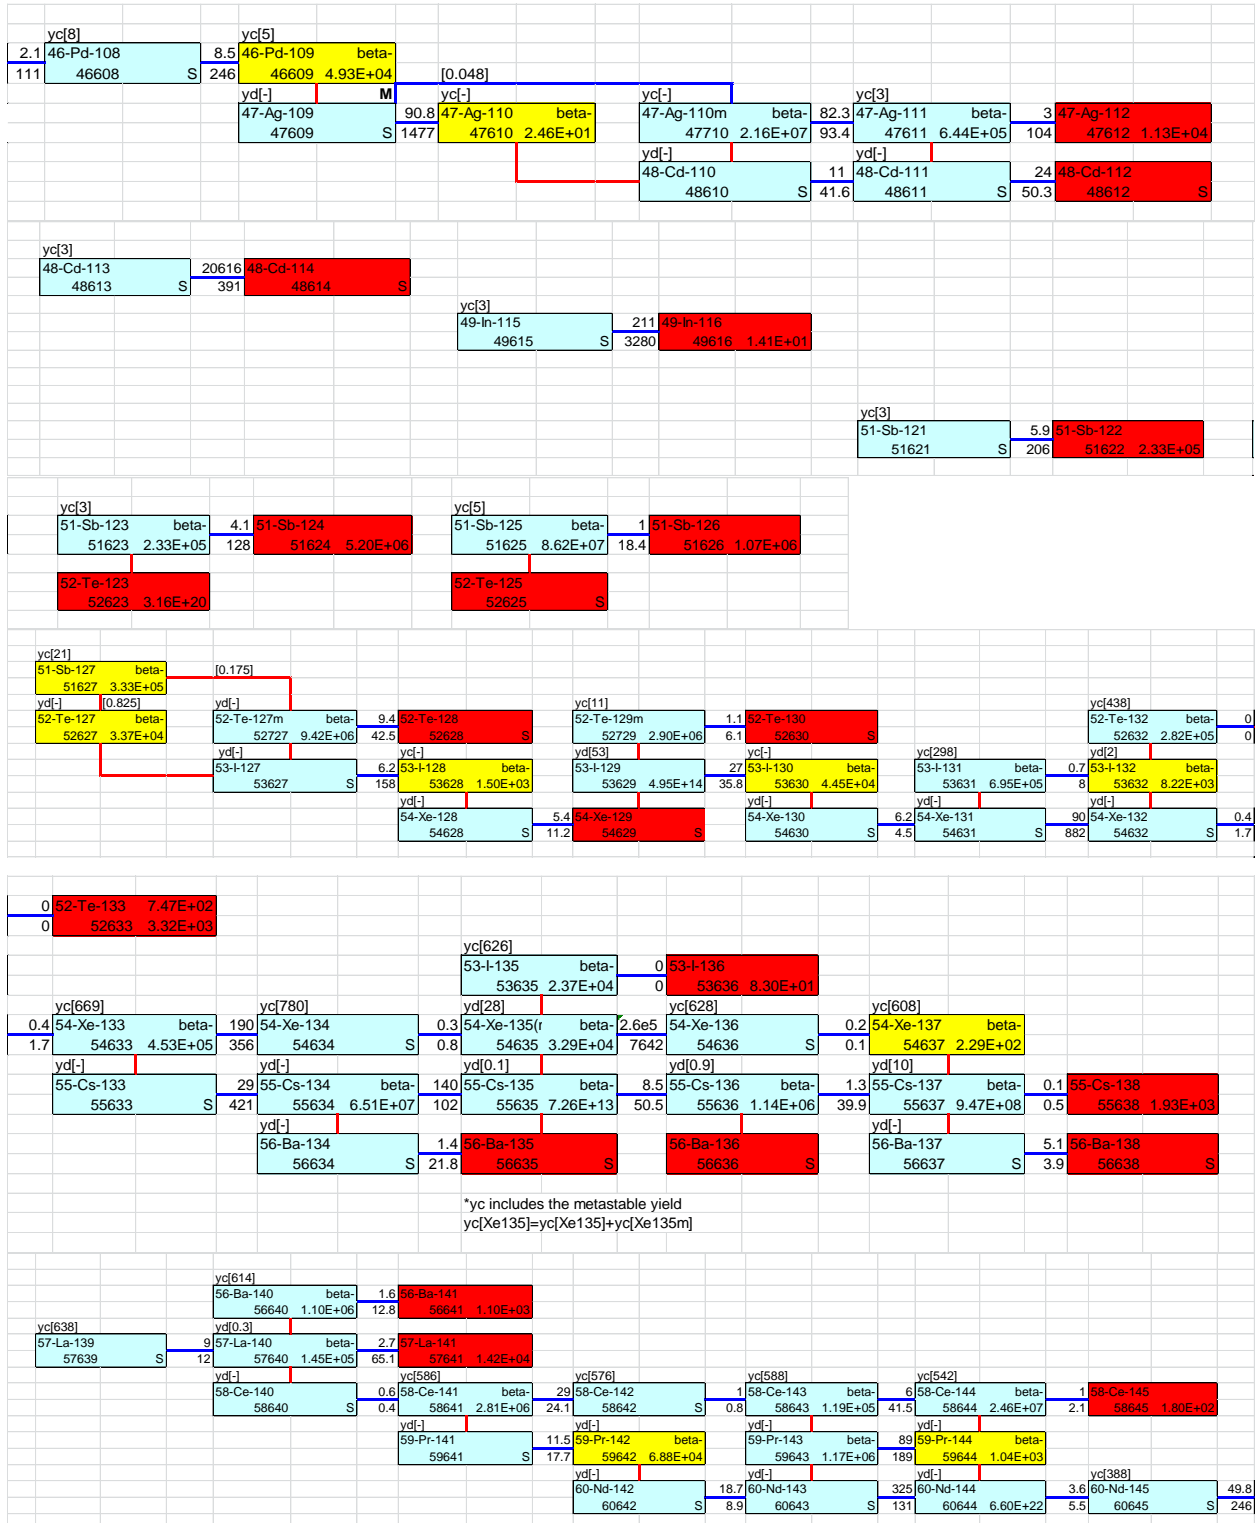 yc[8] yc[5]
2.1 46-Pd-108 8.5 46-Pd-109 beta-
111 46608 S 246 46609 4.93E+04 [0.048]
yd[-] M yc[-] yc[-] yc[3]
47-Ag-109 90.8 47-Ag-110 beta- 47-Ag-110m beta- 82.3 47-Ag-111 beta- 3 47-Ag-112
47609 S 1477 47610 2.46E+01 47710 2.16E+07 93.4 47611 6.44E+05 104 47612 1.13E+04
yd[-] yd[-]
48-Cd-110 11 48-Cd-111 24 48-Cd-112
48610 S 41.6 48611 S 50.3 48612 S
yc[3]
48-Cd-113 20616 48-Cd-114
48613 S 391 48614 S
yc[3]
49-In-115 211 49-In-116
49615 S 3280 49616 1.41E+01
yc[3]
51-Sb-121 5.9 51-Sb-122
51621 S 206 51622 2.33E+05
yc[3] yc[5]
51-Sb-123 beta- 4.1 51-Sb-124 51-Sb-125 beta- 1 51-Sb-126
51623 2.33E+05 128 51624 5.20E+06 51625 8.62E+07 18.4 51626 1.07E+06
52-Te-123 52-Te-125
52623 3.16E+20 52625 S
yc[21]
51-Sb-127 beta- [0.175]
51627 3.33E+05
yd[-] [0.825] yd[-] yc[11] yc[438]
52-Te-127 beta- 52-Te-127m beta- 9.4 52-Te-128 52-Te-129m 1.1 52-Te-130 52-Te-132 beta- 0
52627 3.37E+04 52727 9.42E+06 42.5 52628 S 52729 2.90E+06 6.1 52630 S 52632 2.82E+05 0
yd[-] yc[-] yd[53] yc[-] yc[298] yd[2]
53-I-127 6.2 53-I-128 beta- 53-I-129 27 53-I-130 beta- 53-I-131 beta- 0.7 53-I-132 beta-
53627 S 158 53628 1.50E+03 53629 4.95E+14 35.8 53630 4.45E+04 53631 6.95E+05 8 53632 8.22E+03
yd[-] yd[-] yd[-] yd[-]
54-Xe-128 5.4 54-Xe-129 54-Xe-130 6.2 54-Xe-131 90 54-Xe-132 0.4
54628 S 11.2 54629 S 54630 S 4.5 54631 S 882 54632 S 1.7
0 52-Te-133 7.47E+02
0 52633 3.32E+03
yc[626]
53-I-135 beta- 0 53-I-136
53635 2.37E+04 0 53636 8.30E+01
yc[669] yc[780] yd[28] yc[628] yc[608]
0.4 54-Xe-133 beta- 190 54-Xe-134 0.3 54-Xe-135(r beta- 2.6e5 54-Xe-136 0.2 54-Xe-137 beta-
1.7 54633 4.53E+05 356 54634 S 0.8 54635 3.29E+04 7642 54636 S 0.1 54637 2.29E+02
yd[-] yd[-] yd[0.1] yd[0.9] yd[10]
55-Cs-133 29 55-Cs-134 beta- 140 55-Cs-135 beta- 8.5 55-Cs-136 beta- 1.3 55-Cs-137 beta- 0.1 55-Cs-138
55633 S 421 55634 6.51E+07 102 55635 7.26E+13 50.5 55636 1.14E+06 39.9 55637 9.47E+08 0.5 55638 1.93E+03
yd[-] yd[-]
56-Ba-134 1.4 56-Ba-135 56-Ba-136 56-Ba-137 5.1 56-Ba-138
56634 S 21.8 56635 S 56636 S 56637 S 3.9 56638 S
*yc includes the metastable yield
yc[Xe135]=yc[Xe135]+yc[Xe135m]
yc[614]
56-Ba-140 beta- 1.6 56-Ba-141
56640 1.10E+06 12.8 56641 1.10E+03
yc[638] yd[0.3]
57-La-139 9 57-La-140 beta- 2.7 57-La-141
57639 S 12 57640 1.45E+05 65.1 57641 1.42E+04
yd[-] yc[586] yc[576] yc[588] yc[542]
58-Ce-140 0.6 58-Ce-141 beta- 29 58-Ce-142 1 58-Ce-143 beta- 6 58-Ce-144 beta- 1 58-Ce-145
58640 S 0.4 58641 2.81E+06 24.1 58642 S 0.8 58643 1.19E+05 41.5 58644 2.46E+07 2.1 58645 1.80E+02
yd[-] yd[-] yd[-] yd[-]
59-Pr-141 11.5 59-Pr-142 beta- 59-Pr-143 beta- 89 59-Pr-144 beta-
59641 S 17.7 59642 6.88E+04 59643 1.17E+06 189 59644 1.04E+03
yd[-] yd[-] yd[-] yc[388]
60-Nd-142 18.7 60-Nd-143 325 60-Nd-144 3.6 60-Nd-145 49.8
60642 S 8.9 60643 S 131 60644 6.60E+22 5.5 60645 S 246